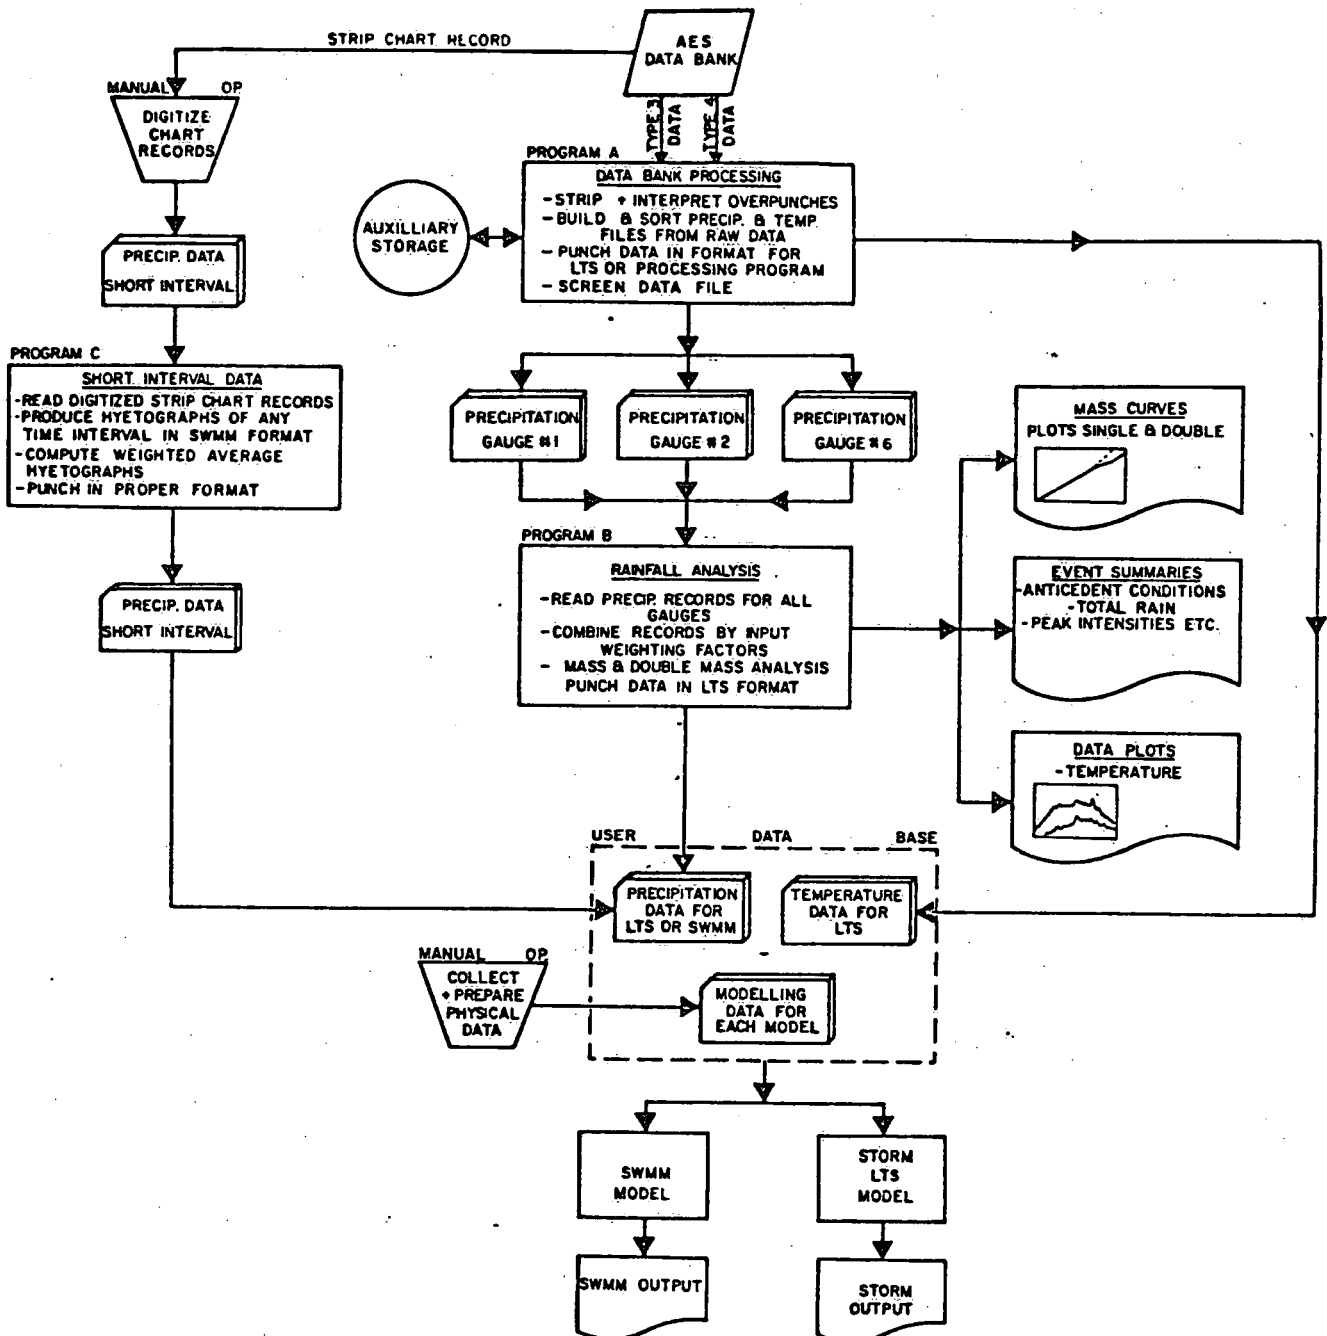 STRIP CHART RECORD
AES
DATA BANK
MANUAL OP
DIGITIZE
CHART
RECORDS
TYPE 3
DATA
TYPE 4
DATA
PROGRAM A
DATA BANK PROCESSING
- STRIP + INTERPRET OVERPUNCHES
- BUILD & SORT PRECIP. & TEMP.
FILES FROM RAW DATA
- PUNCH DATA IN FORMAT FOR
LTS OR PROCESSING PROGRAM
- SCREEN DATA FILE
AUXILLIARY
STORAGE
PRECIP. DATA
SHORT INTERVAL
PROGRAM C
SHORT INTERVAL DATA
-READ DIGITIZED STRIP CHART RECORDS
-PRODUCE HYETOGRAPHS OF ANY
TIME INTERVAL IN SWMM FORMAT
-COMPUTE WEIGHTED AVERAGE
HYETOGRAPHS
-PUNCH IN PROPER FORMAT
PRECIPITATION
GAUGE #1
PRECIPITATION
GAUGE #2
PRECIPITATION
GAUGE #6
MASS CURVES
PLOTS SINGLE & DOUBLE
PROGRAM B
RAINFALL ANALYSIS
- READ PRECIP. RECORDS FOR ALL
GAUGES
- COMBINE RECORDS BY INPUT
WEIGHTING FACTORS
- MASS & DOUBLE MASS ANALYSIS
PUNCH DATA IN LTS FORMAT
EVENT SUMMARIES
-ANTICEDENT CONDITIONS
-TOTAL RAIN
-PEAK INTENSITIES ETC.
PRECIP. DATA
SHORT INTERVAL
DATA PLOTS
-TEMPERATURE
USER DATA BASE
PRECIPITATION
DATA FOR
LTS OR SWMM
TEMPERATURE
DATA FOR
LTS
MANUAL OP
COLLECT
+ PREPARE
PHYSICAL
DATA
MODELLING
DATA FOR
EACH MODEL
SWMM
MODEL
STORM
LTS
MODEL
SWMM OUTPUT
STORM
OUTPUT